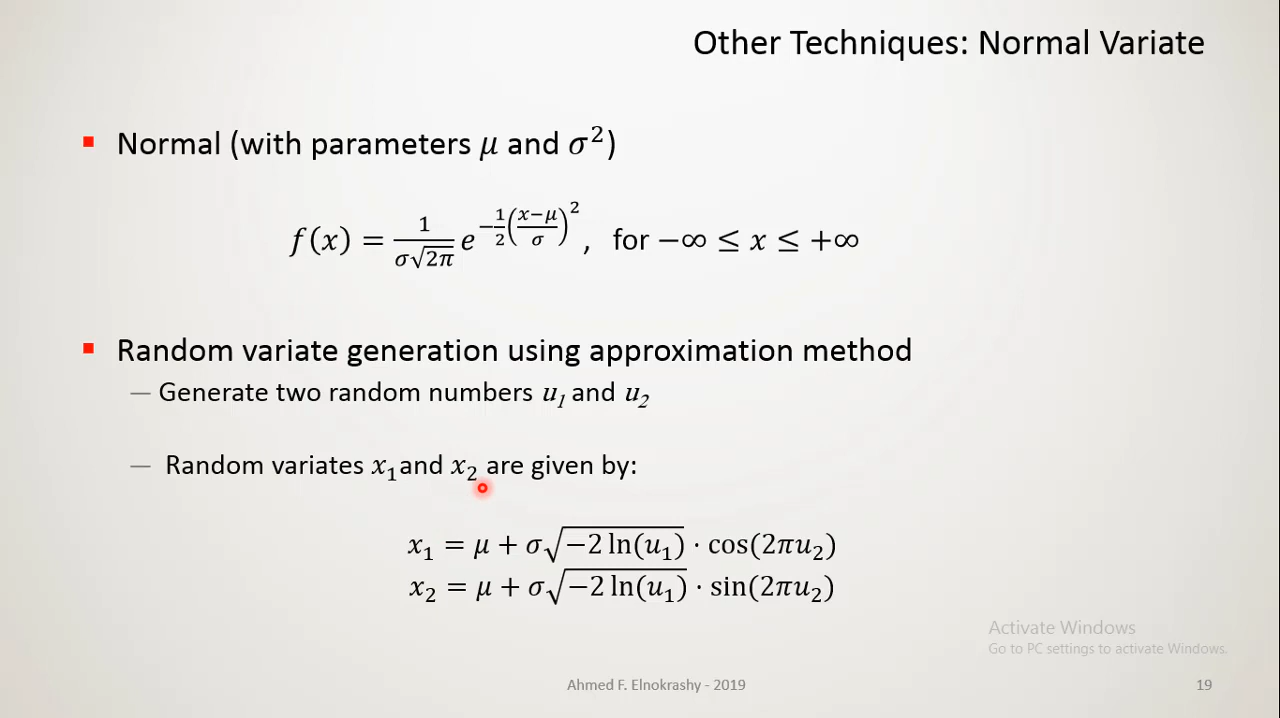 Other Techniques: Normal Variate
▪ Normal (with parameters μ and σ²)
f(x) = 1/(σ√(2π)) e^(−1/2((x−μ)/σ)²), for −∞ ≤ x ≤ +∞
▪ Random variate generation using approximation method
— Generate two random numbers u₁ and u₂
— Random variates x₁and x₂ are given by:
x₁ = μ + σ√(−2 ln(u₁)) · cos(2πu₂)
x₂ = μ + σ√(−2 ln(u₁)) · sin(2πu₂)
Activate Windows
Go to PC settings to activate Windows.
Ahmed F. Elnokrashy - 2019
19